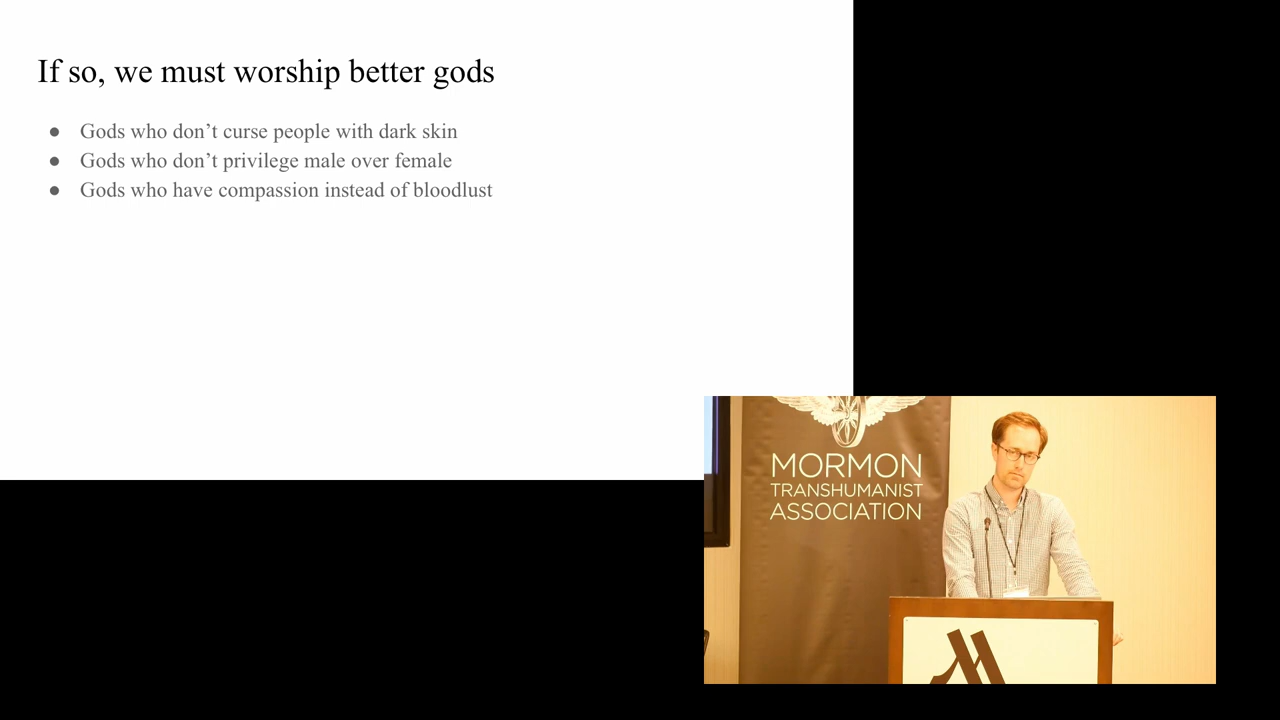 If so, we must worship better gods
● Gods who don’t curse people with dark skin
● Gods who don’t privilege male over female
● Gods who have compassion instead of bloodlust
MORMON
TRANSHUMANIST
ASSOCIATION